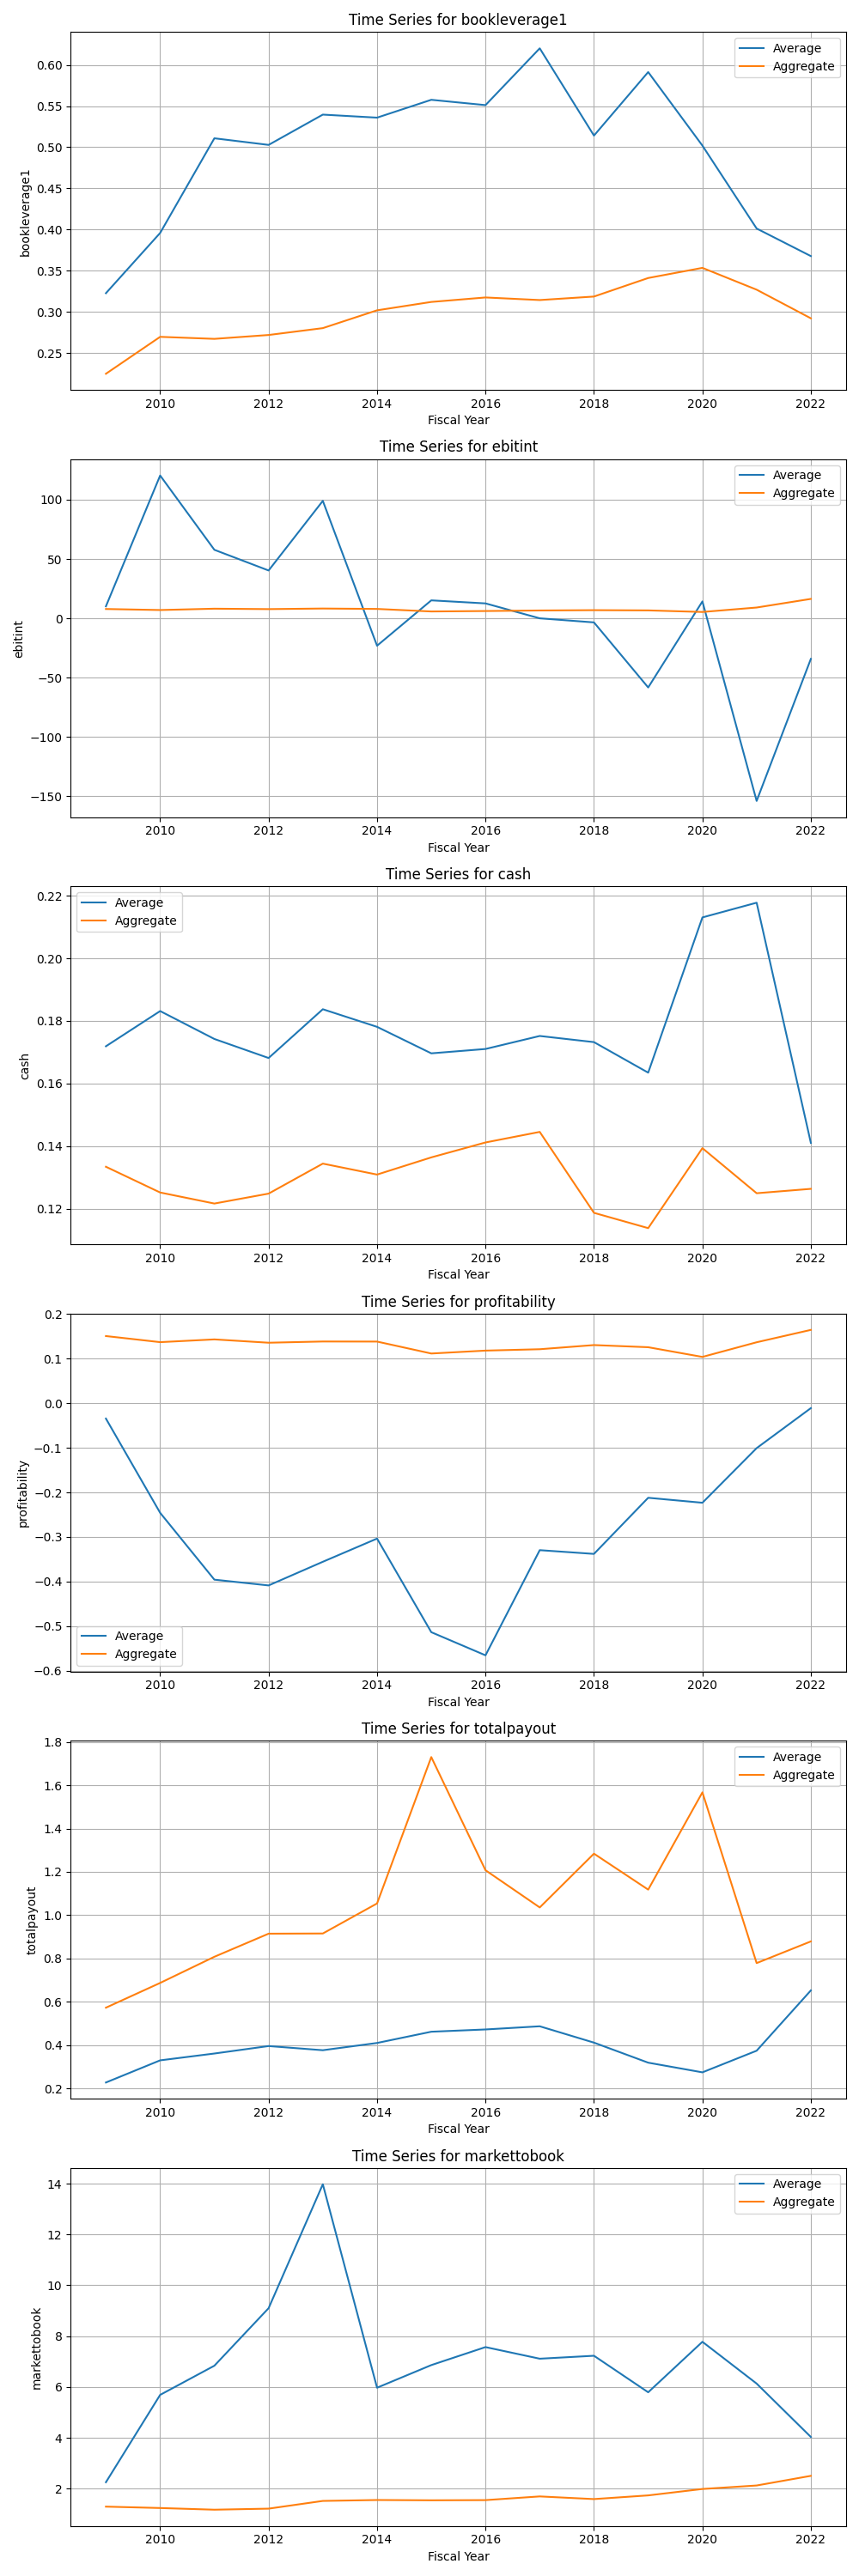 Time Series for bookleverage1
Average
Aggregate
0.60
0.55
0.50
0.45
0.40
0.35
0.30
0.25
bookleverage1
2010 2012 2014 2016 2018 2020 2022
Fiscal Year
Time Series for ebitint
Average
Aggregate
100
50
0
−50
−100
−150
ebitint
2010 2012 2014 2016 2018 2020 2022
Fiscal Year
Time Series for cash
Average
Aggregate
0.22
0.20
0.18
0.16
0.14
0.12
cash
2010 2012 2014 2016 2018 2020 2022
Fiscal Year
Time Series for profitability
0.2
0.1
0.0
−0.1
−0.2
−0.3
−0.4
−0.5
−0.6
profitability
Average
Aggregate
2010 2012 2014 2016 2018 2020 2022
Fiscal Year
Time Series for totalpayout
Average
Aggregate
1.8
1.6
1.4
1.2
1.0
0.8
0.6
0.4
0.2
totalpayout
2010 2012 2014 2016 2018 2020 2022
Fiscal Year
Time Series for markettobook
Average
Aggregate
14
12
10
8
6
4
2
markettobook
2010 2012 2014 2016 2018 2020 2022
Fiscal Year